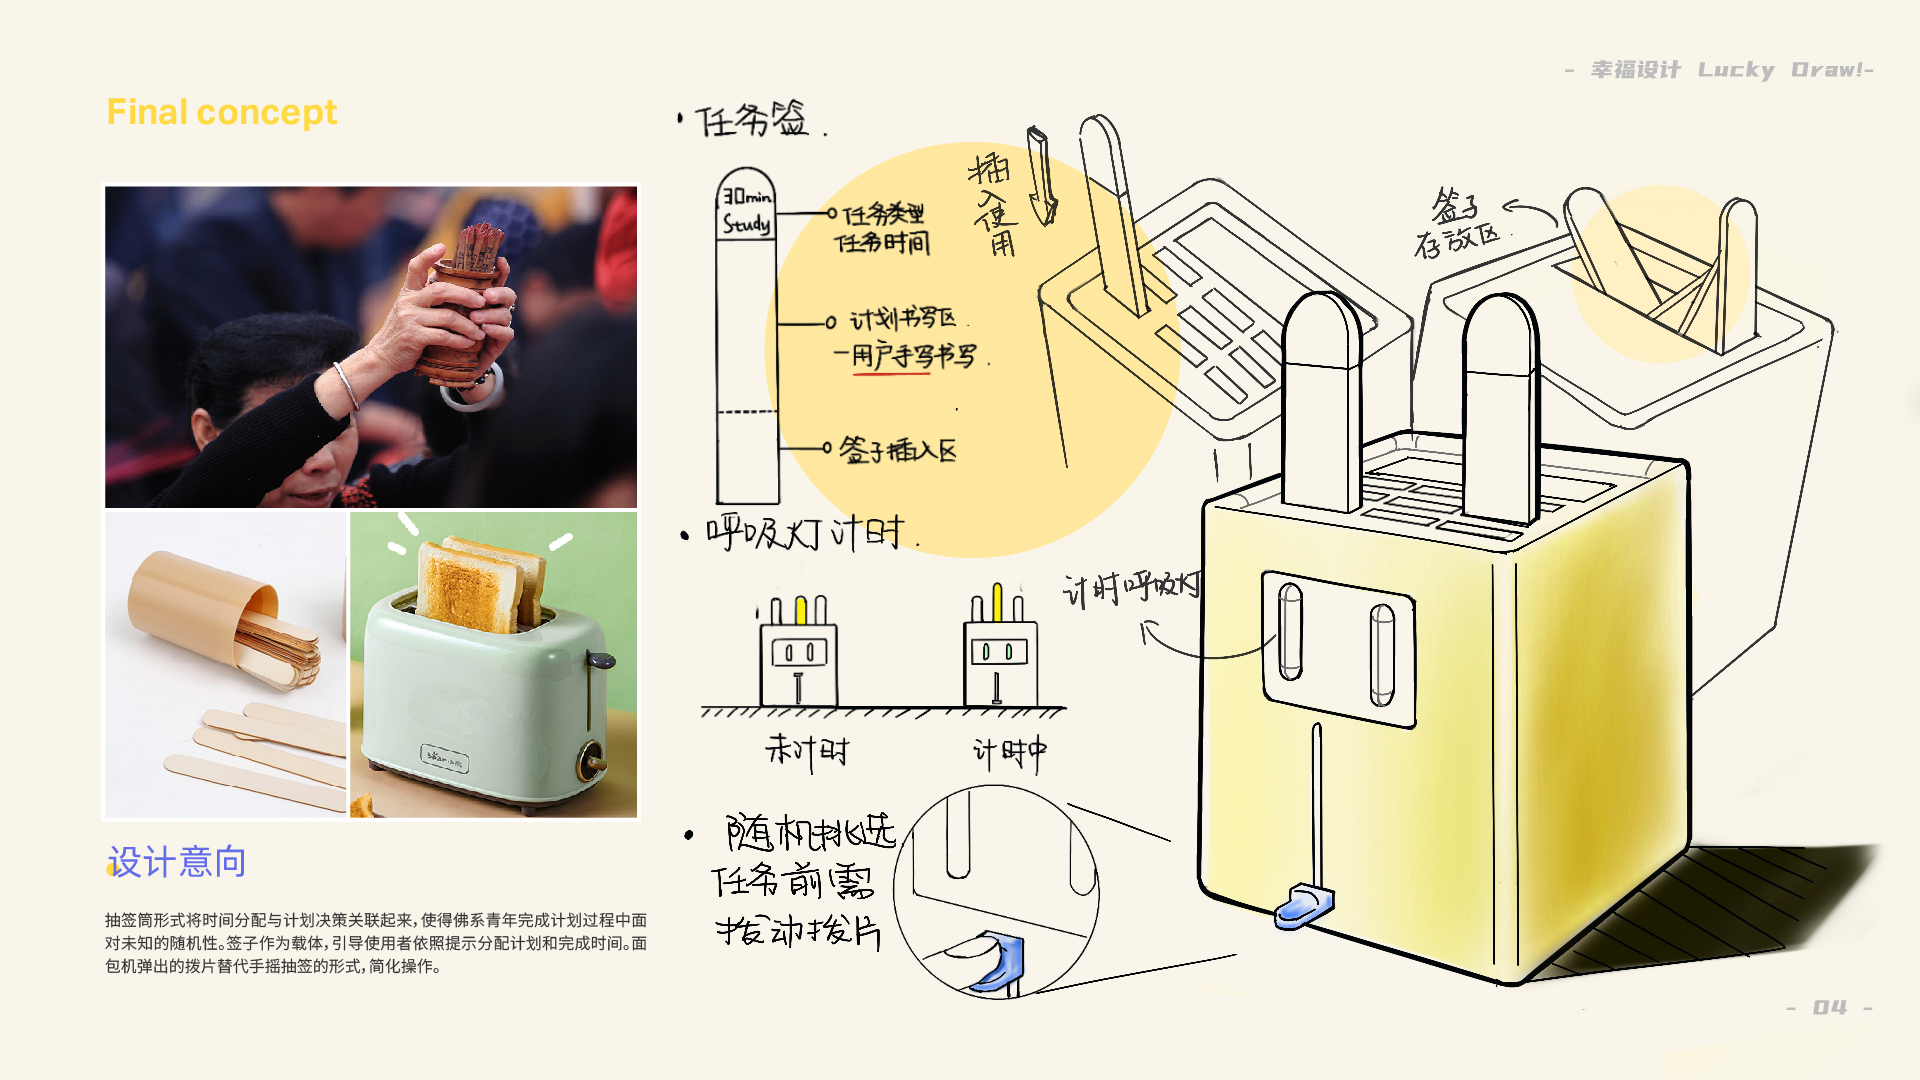 - 幸福设计 Lucky Draw!-
Final concept
设计意向
抽签筒形式将时间分配与计划决策关联起来，使得佛系青年完成计划过程中面
对未知的随机性。签子作为载体，引导使用者依照提示分配计划和完成时间。面
包机弹出的拨片替代手摇抽签的形式，简化操作。
• 任务签.
30min
Study
任务类型
任务时间
计划书写区.
—用户手写书写.
签子插入区
插
入
使
用
签子
存放区.
• 呼吸灯计时.
未计时
计时中
计时呼吸灯
• 随机挑选
任务前需
拨动拨片
- 04 -